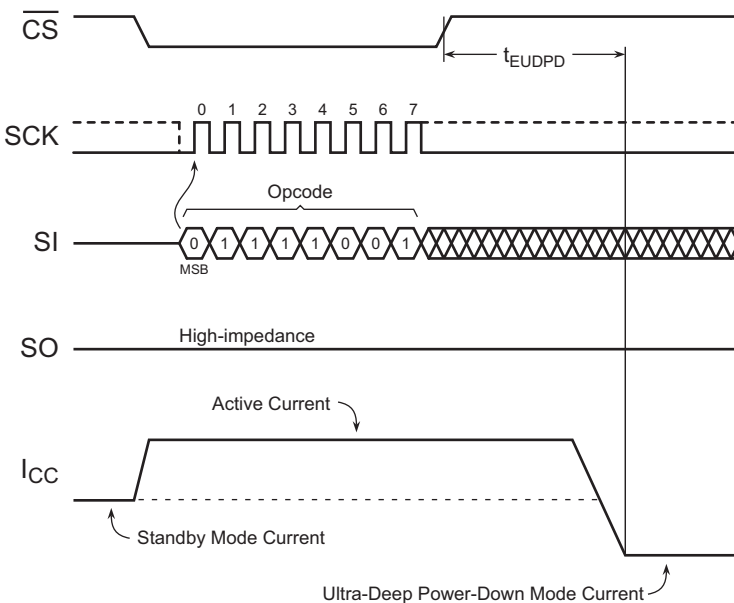 CS
tEUDPD
0 1 2 3 4 5 6 7
SCK
Opcode
SI
0 1 1 1 1 0 0 1
MSB
High-impedance
SO
Active Current
ICC
Standby Mode Current
Ultra-Deep Power-Down Mode Current